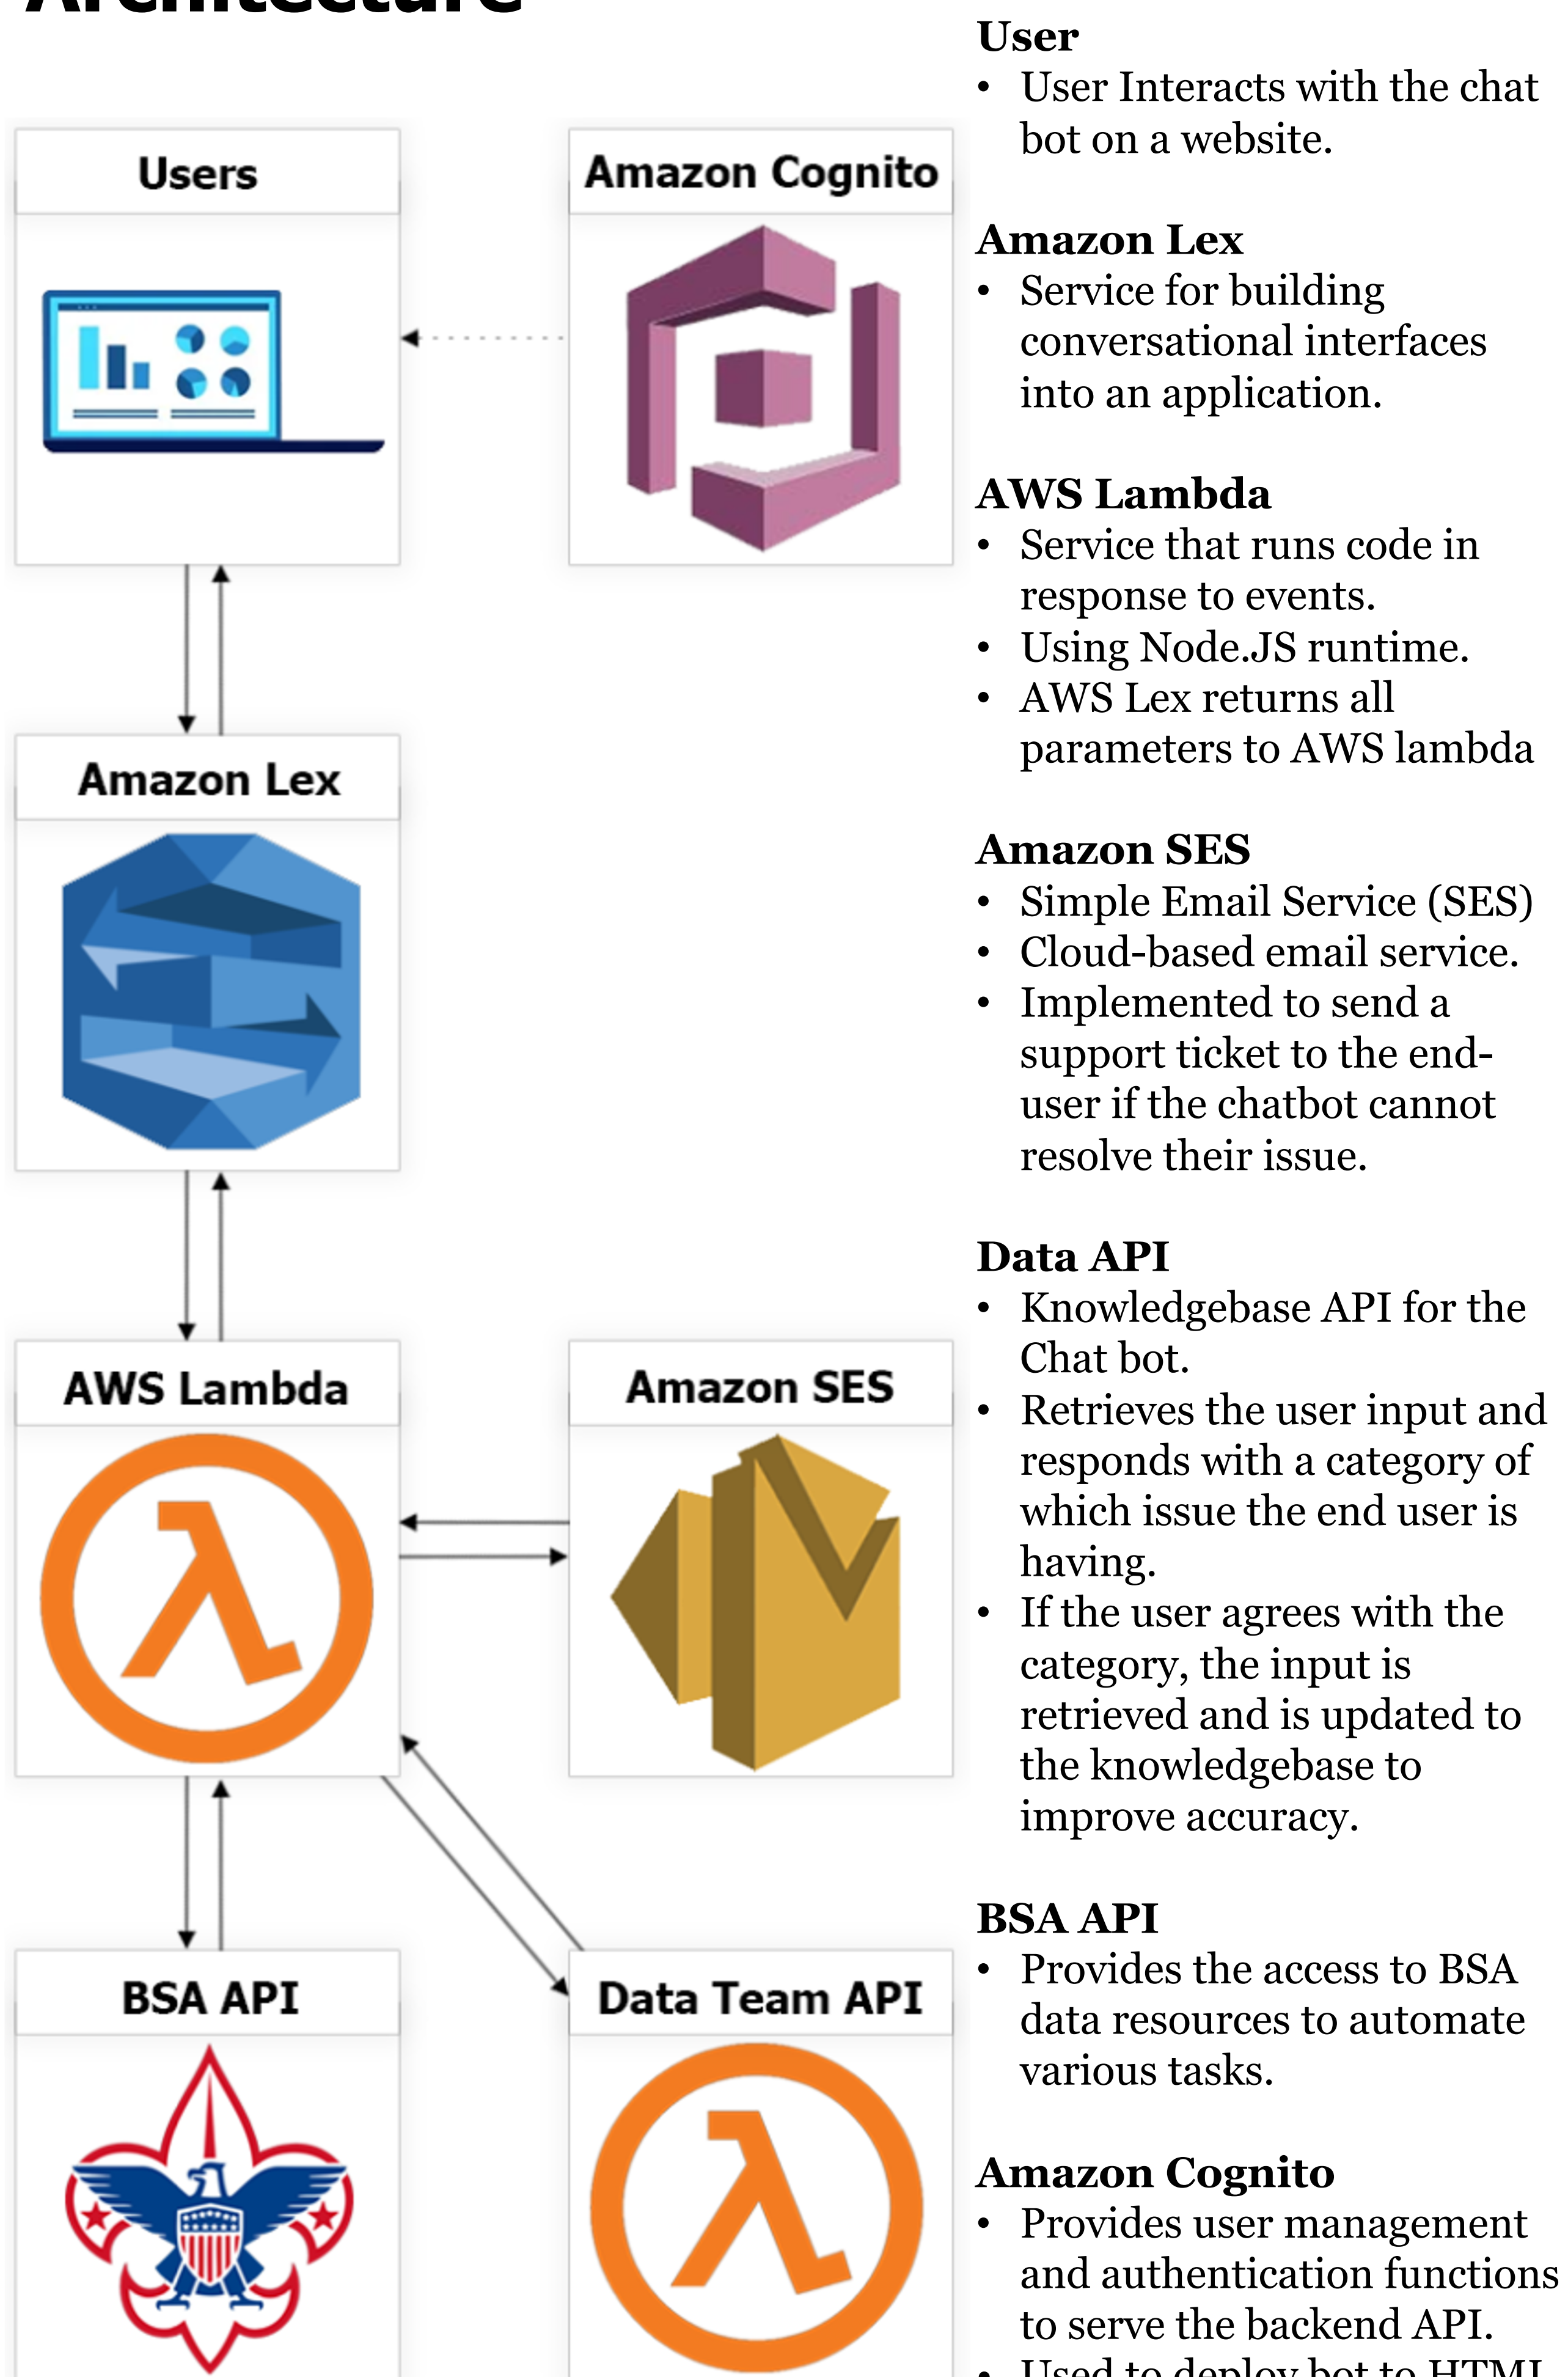 Architecture
Users
Amazon Cognito
Amazon Lex
AWS Lambda
Amazon SES
BSA API
Data Team API
User
• User Interacts with the chat
bot on a website.
Amazon Lex
• Service for building
conversational interfaces
into an application.
AWS Lambda
• Service that runs code in
response to events.
• Using Node.JS runtime.
• AWS Lex returns all
parameters to AWS lambda
Amazon SES
• Simple Email Service (SES)
• Cloud-based email service.
• Implemented to send a
support ticket to the end-
user if the chatbot cannot
resolve their issue.
Data API
• Knowledgebase API for the
Chat bot.
• Retrieves the user input and
responds with a category of
which issue the end user is
having.
• If the user agrees with the
category, the input is
retrieved and is updated to
the knowledgebase to
improve accuracy.
BSA API
• Provides the access to BSA
data resources to automate
various tasks.
Amazon Cognito
• Provides user management
and authentication functions
to serve the backend API.
• Used to deploy bot to HTML